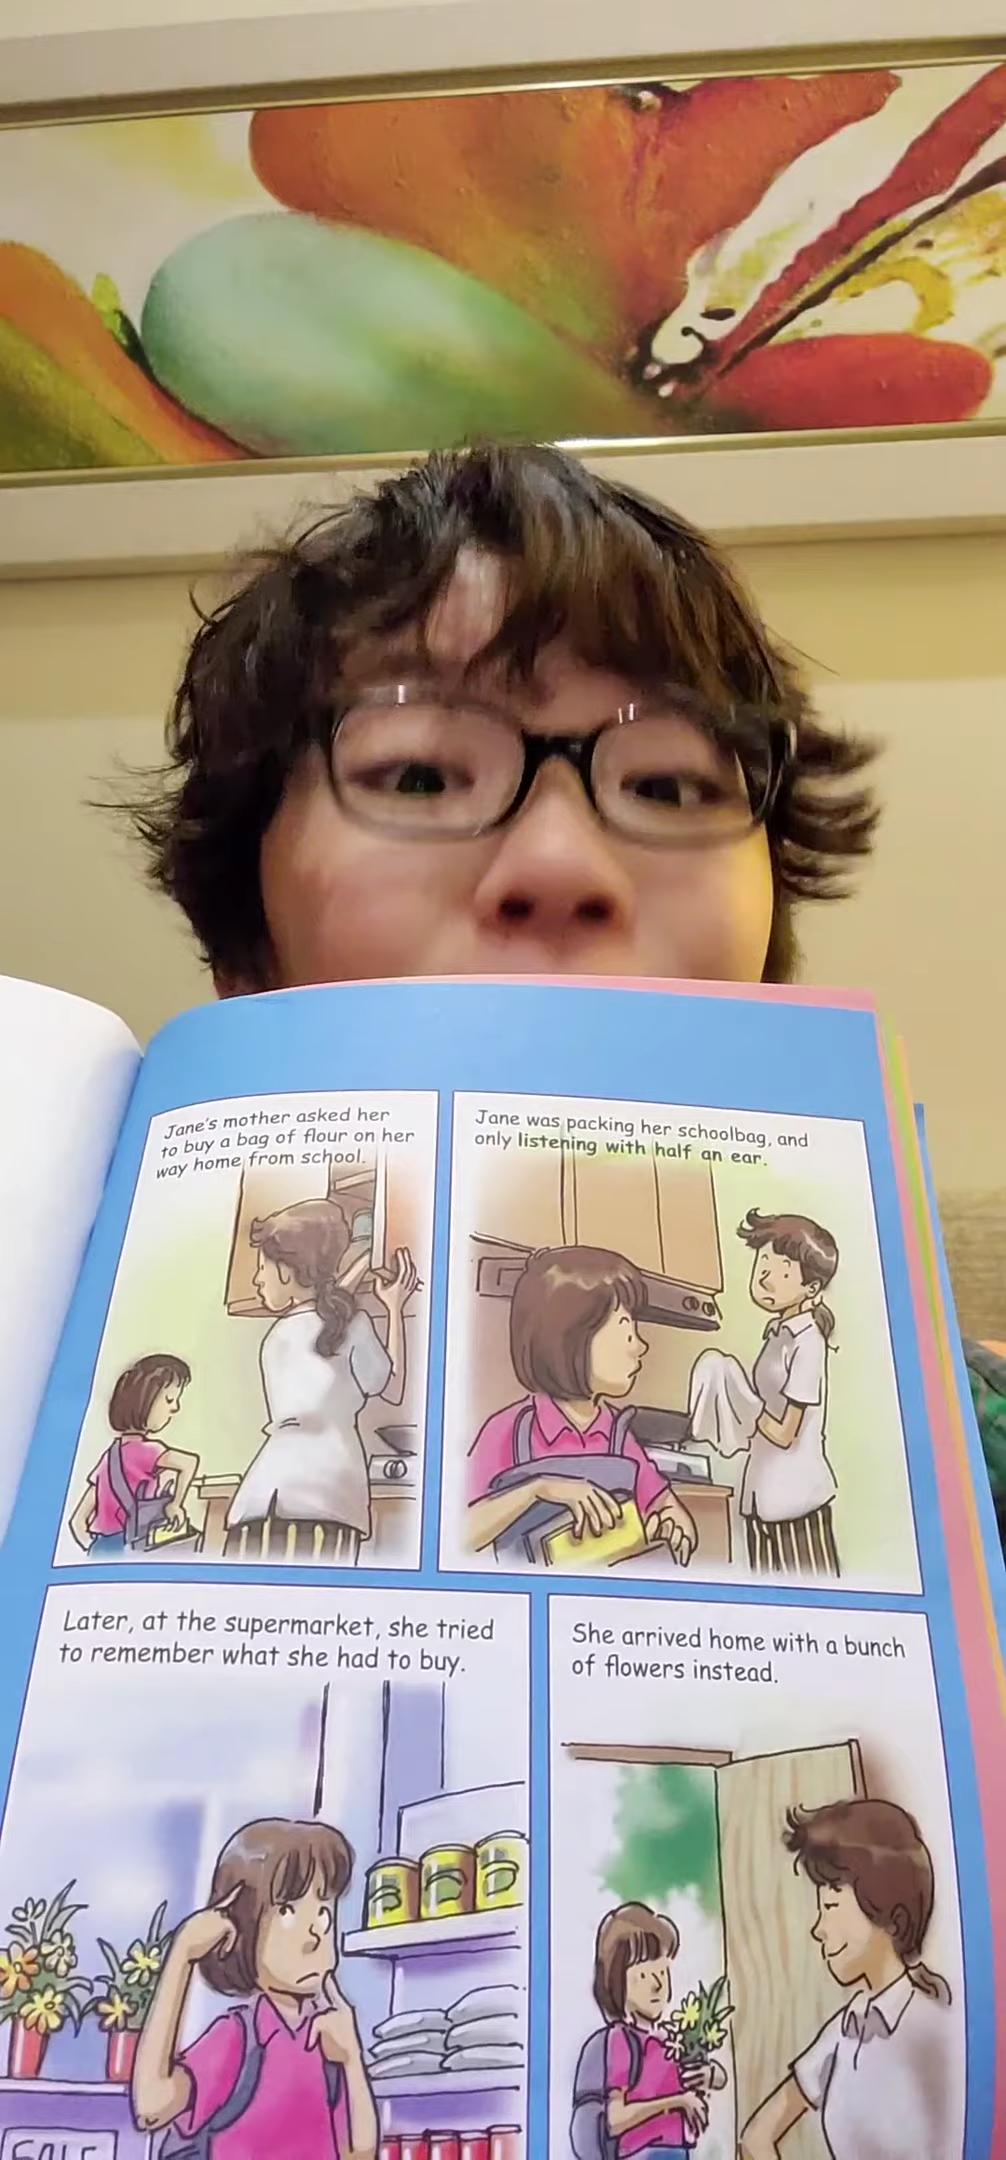 Jane's mother asked her
to buy a bag of flour on her
way home from school.
Jane was packing her schoolbag, and
only listening with half an ear.
Later, at the supermarket, she tried
to remember what she had to buy.
She arrived home with a bunch
of flowers instead.